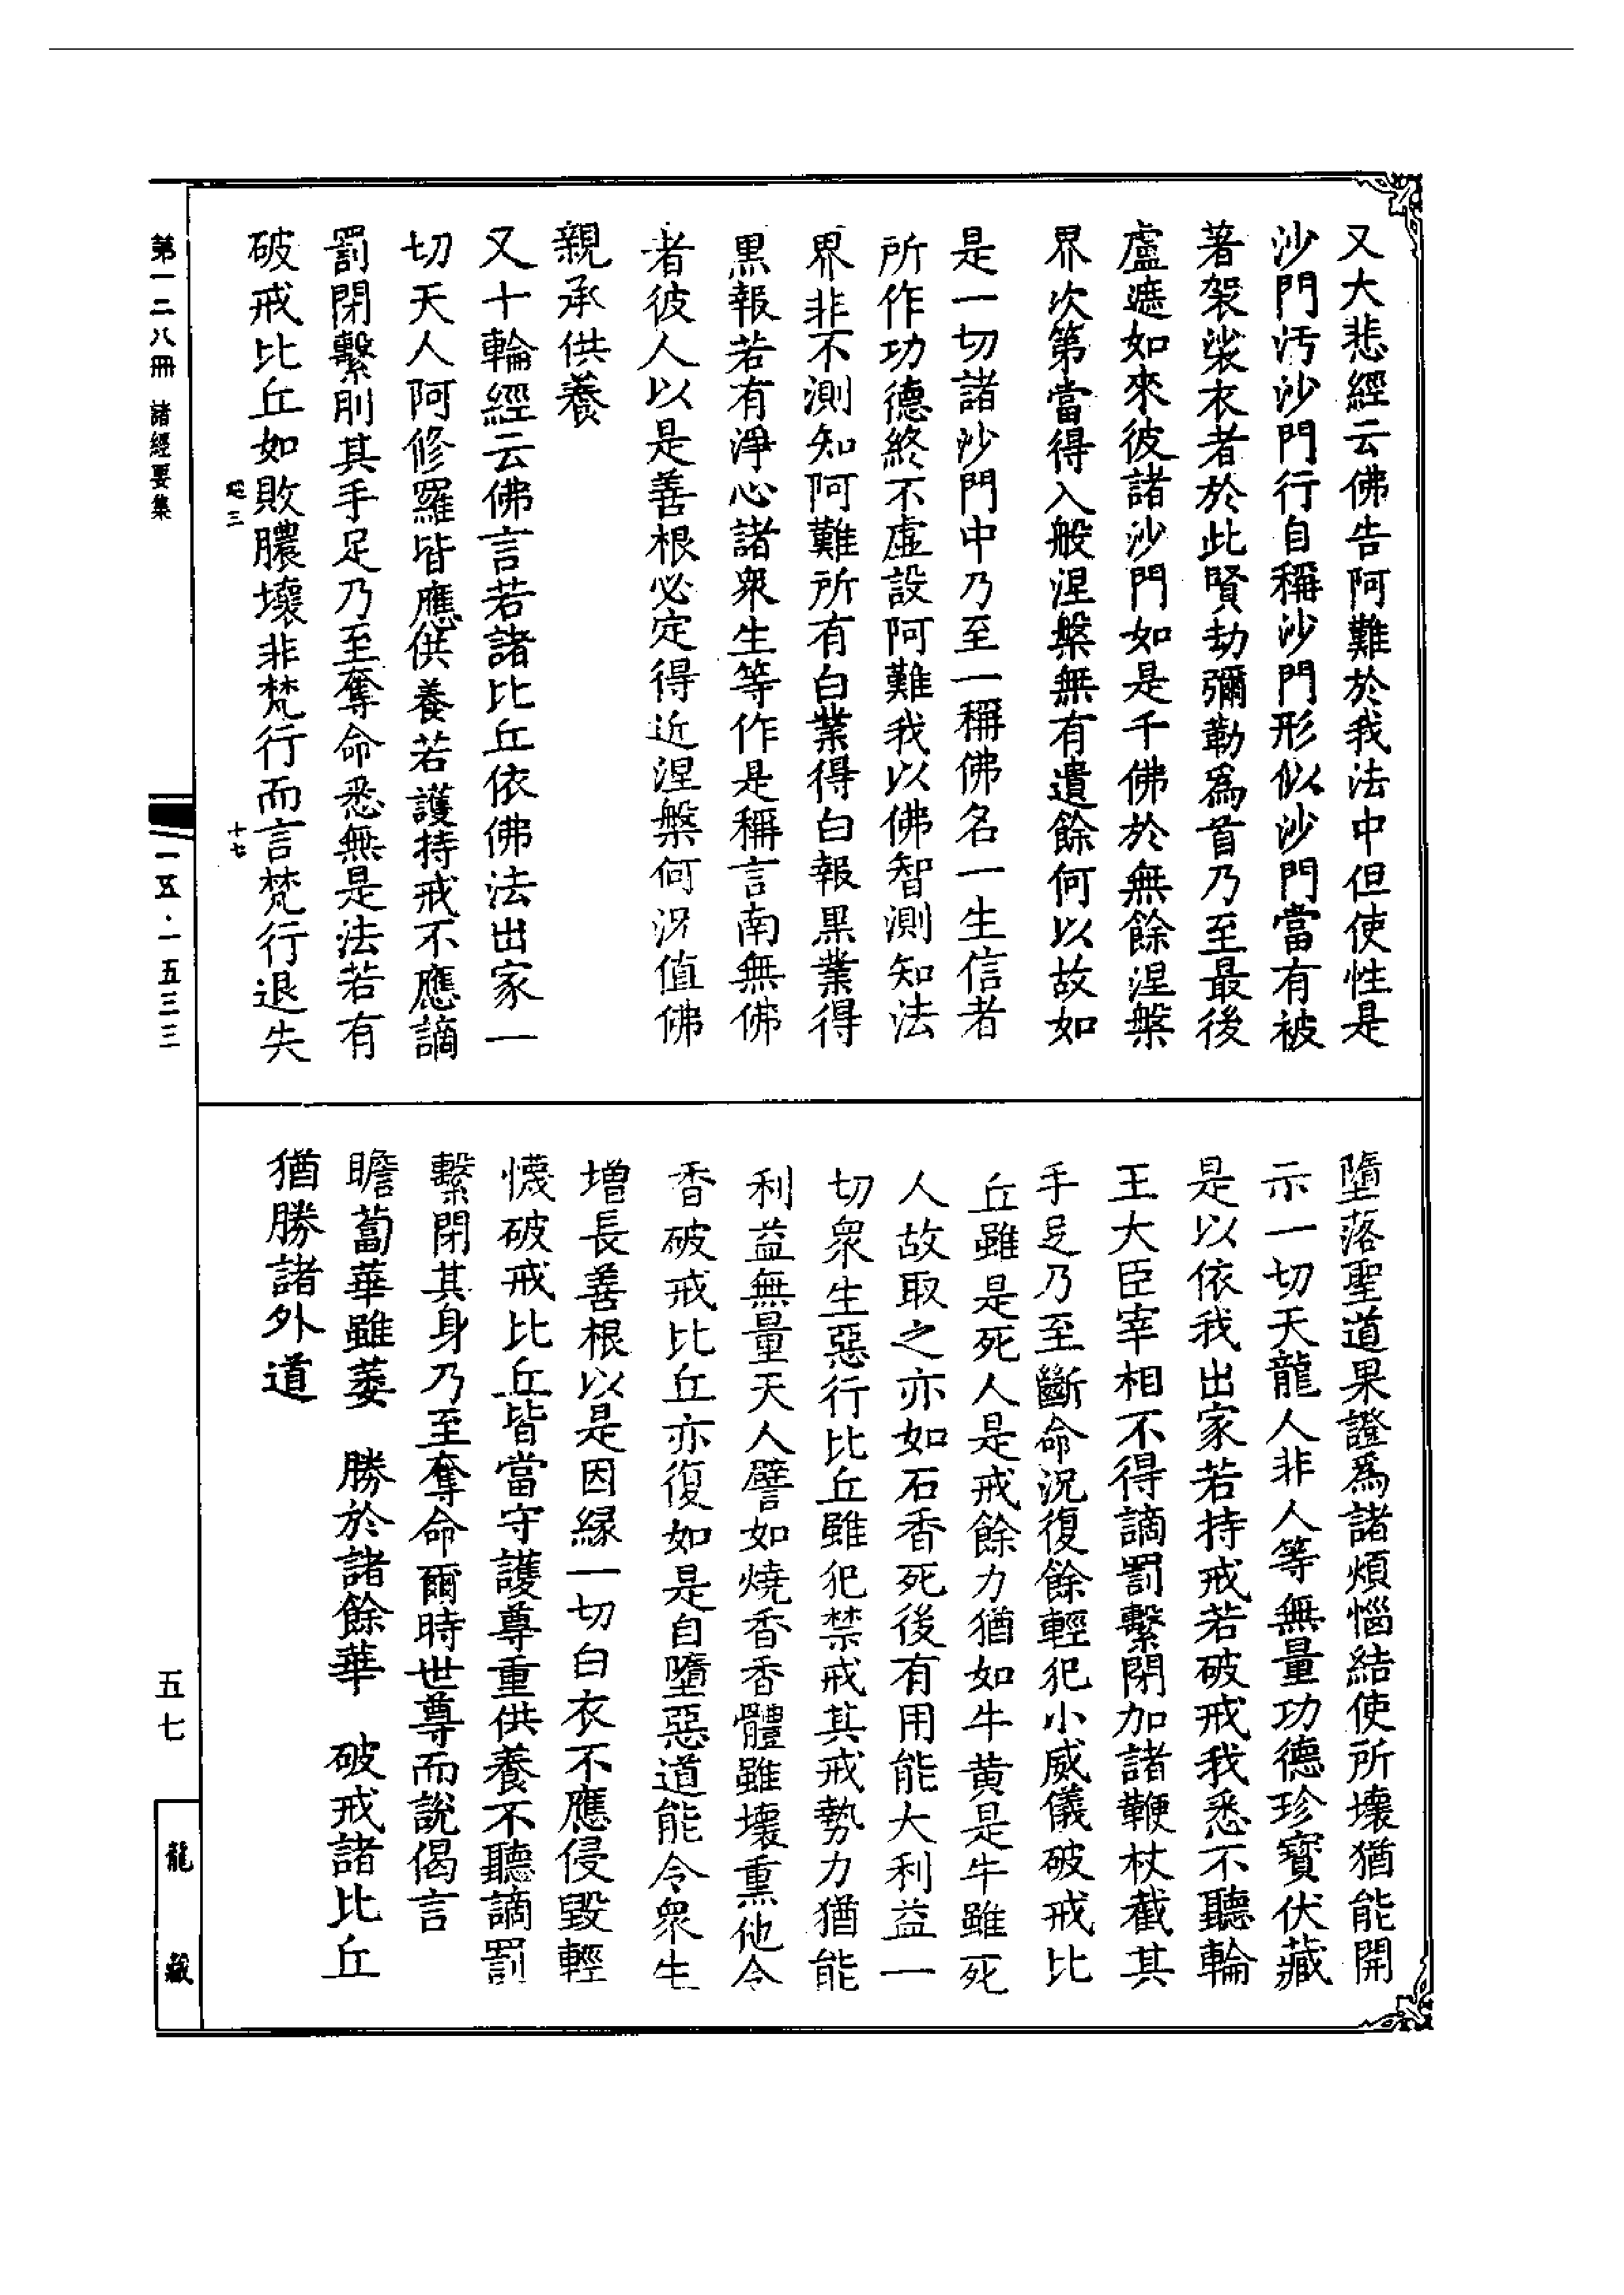 又大悲經云佛告阿難於我法中但使性是
沙門汚沙門行自稱沙門形似沙門當有被
著袈裟衣者於此賢劫彌勒爲首乃至最後
盧遮如來彼諸沙門如是千佛於無餘涅槃
界次第當得入般涅槃無有遺餘何以故如
是一切諸沙門中乃至一稱佛名一生信者
所作功德終不虛設阿難我以佛智測知法
界非不測知阿難所有白業得白報黑業得
黑報若有淨心諸衆生等作是稱言南無佛
者彼人以是善根必定得近涅槃何況值佛
親承供養
又十輪經云佛言若諸比丘依佛法出家一
切天人阿修羅皆應供養若護持戒不應謫
罰閉繫刖其手足乃至奪命悉無是法若有
破戒比丘如敗膿壞非梵行而言梵行退失
墮落聖道果證爲諸煩惱結使所壞猶能開
示一切天龍人非人等無量功德珍寶伏藏
是以依我出家若持戒若破戒我悉不聽輪
王大臣宰相不得謫罰繫閉加諸鞭杖截其
手足乃至斷命況復餘輕犯小威儀破戒比
丘雖是死人是戒餘力猶如牛黃是牛雖死
人故取之亦如石香死後有用能大利益一
切衆生惡行比丘雖犯禁戒其戒勢力猶能
利益無量天人譬如燒香香體雖壞熏他令
香破戒比丘亦復如是自墮惡道能令衆生
增長善根以是因緣一切白衣不應侵毀輕
懱破戒比丘皆當守護尊重供養不聽謫罰
繫閉其身乃至奪命爾時世尊而說偈言
瞻蔔華雖萎　勝於諸餘華　破戒諸比丘
猶勝諸外道
三
十七
第一二八冊 諸經要集
一五·一五三三
五七
龍藏